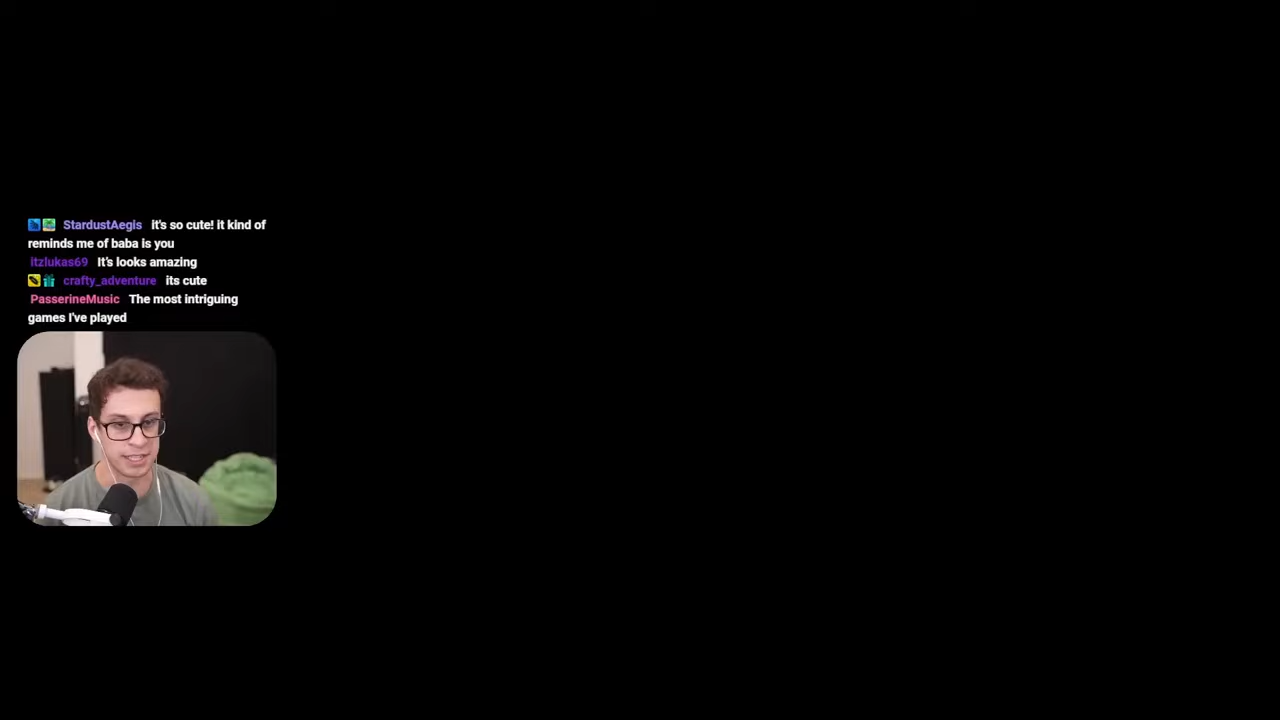 StardustAegis it's so cute! it kind of
reminds me of baba is you
itzlukas69 It's looks amazing
crafty_adventure its cute
PasserineMusic The most intriguing
games I've played